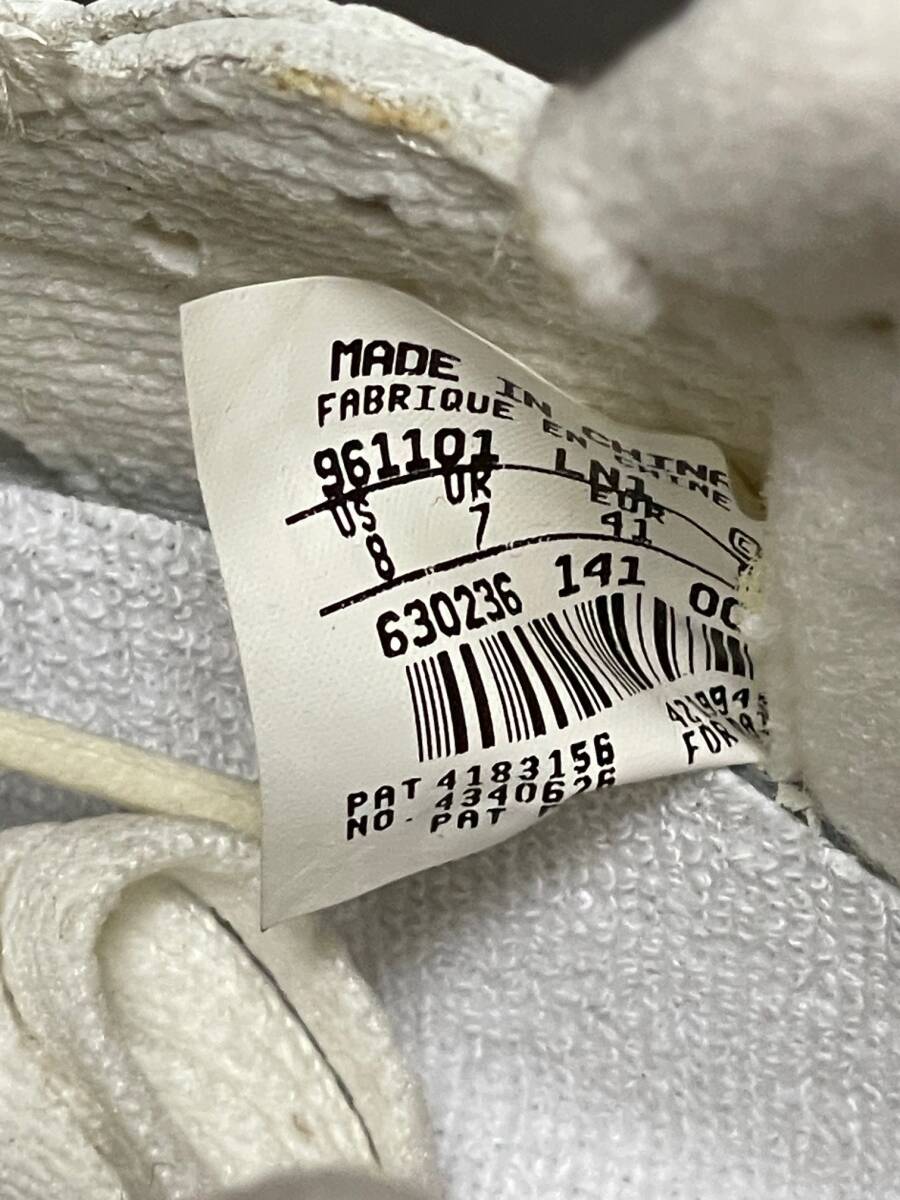 MADE IN CHINA
FABRIQUE EN CHINE
961101 LN1
US UK EUR
8 7 41
630236 141 00
PAT 4183156
4340626
NO. PAT